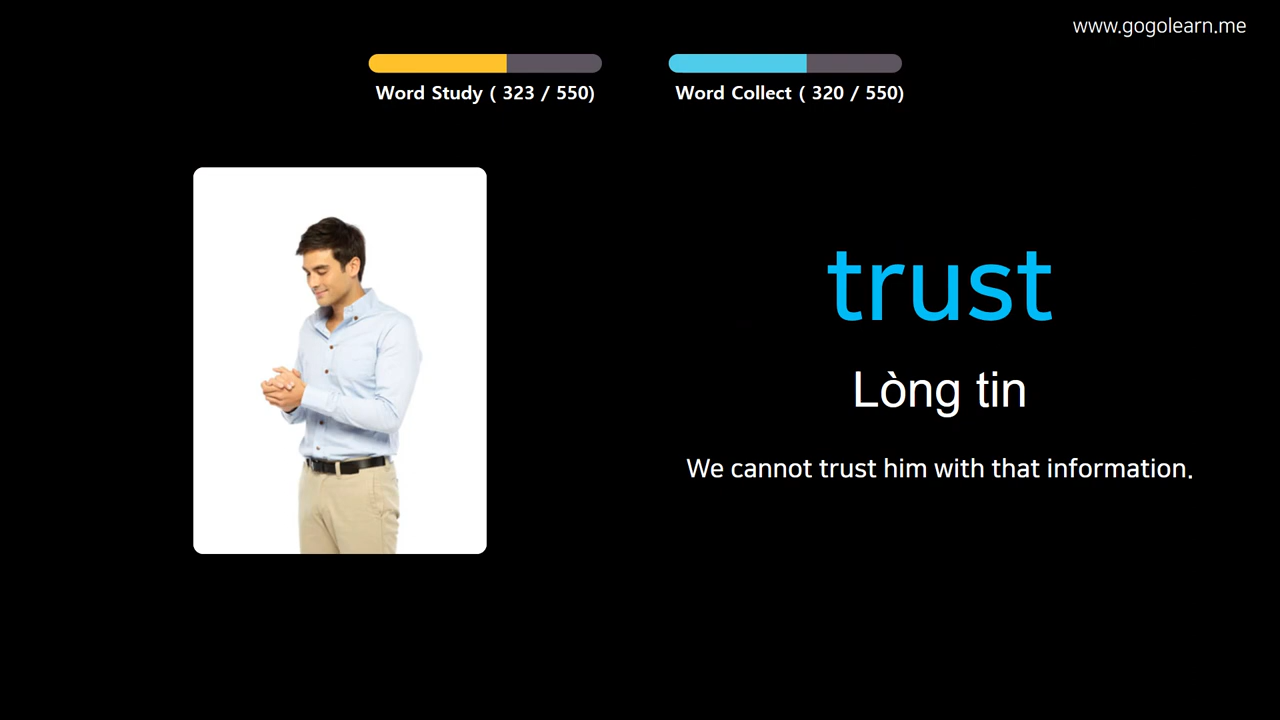 www.gogolearn.me
Word Study ( 323 / 550)
Word Collect ( 320 / 550)
trust
Lòng tin
We cannot trust him with that information.